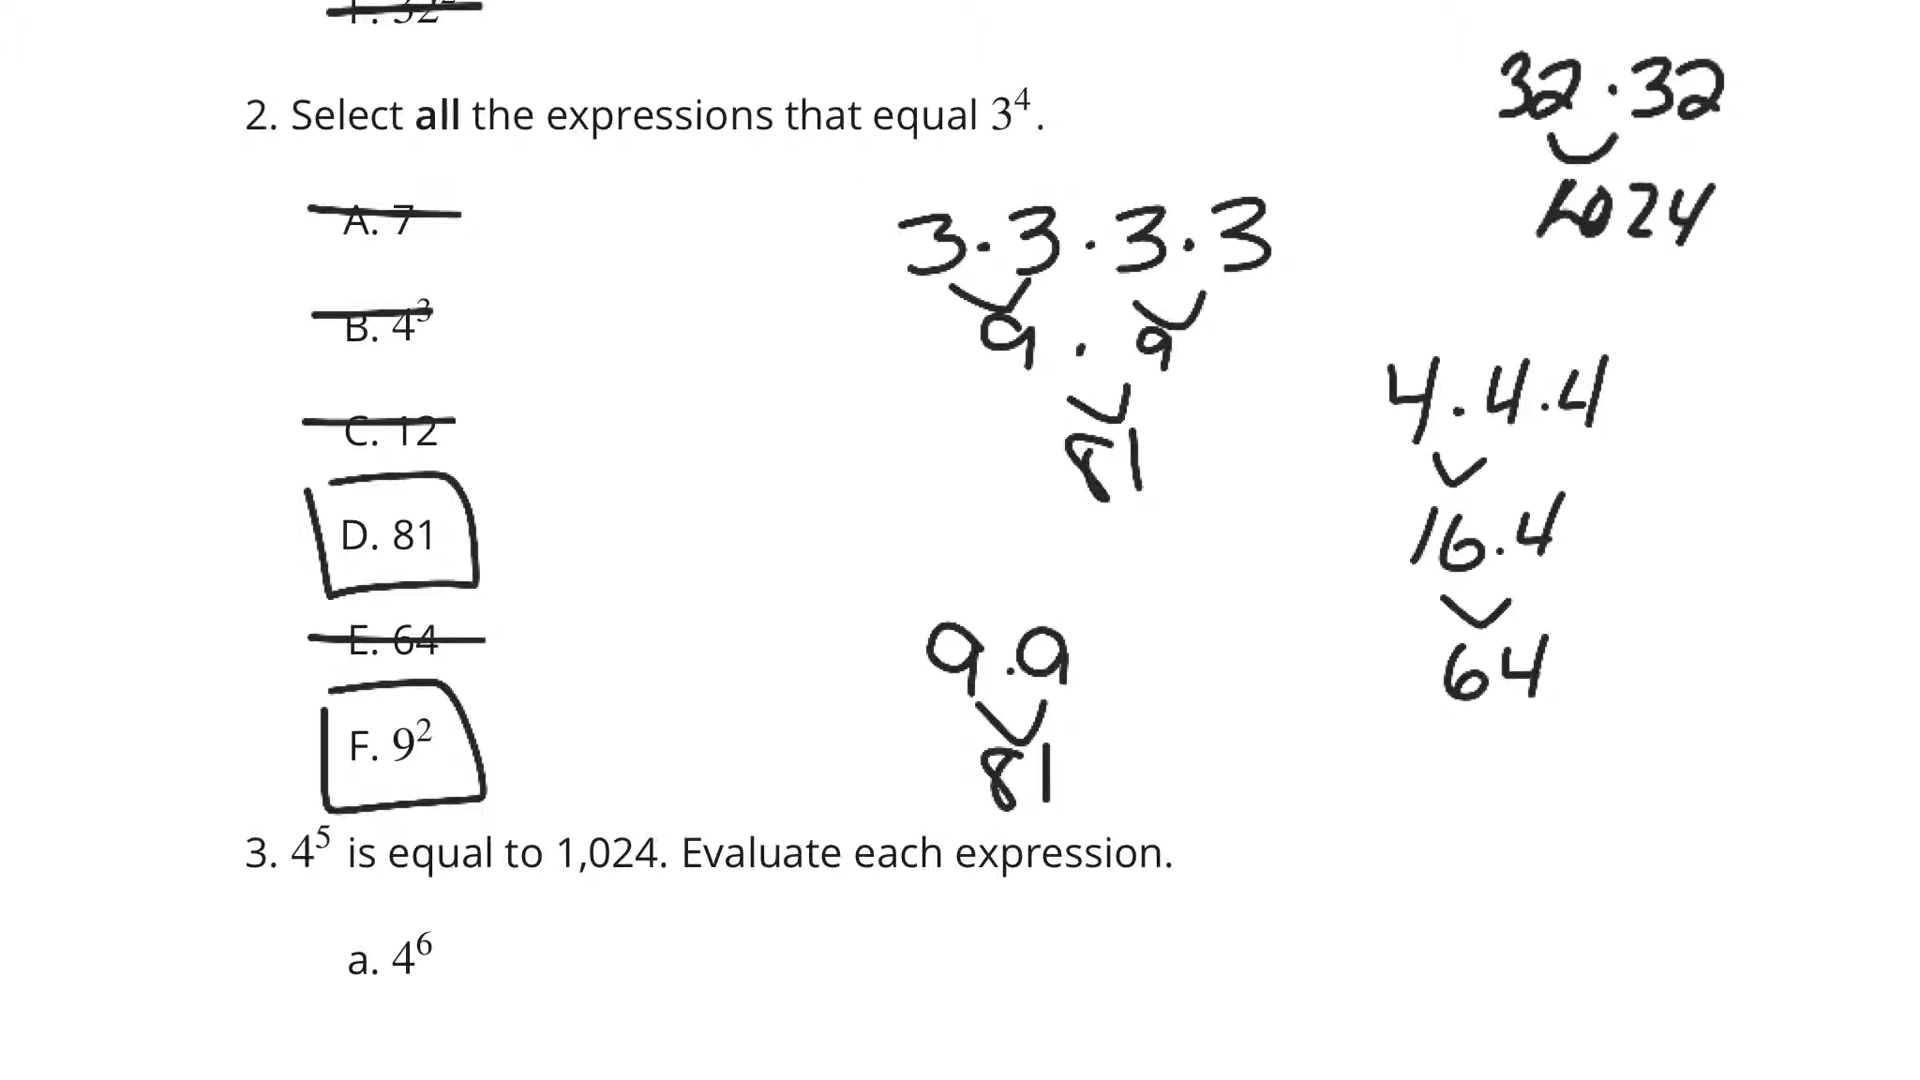 F. 32²
32 · 32
1024
2. Select all the expressions that equal 3⁴.
A. 7
B. 4³
C. 12
D. 81
E. 64
F. 9²
3 · 3 · 3 · 3
9 · 9
81
4 · 4 · 4
16 · 4
64
9 · 9
81
3. 4⁵ is equal to 1,024. Evaluate each expression.
a. 4⁶